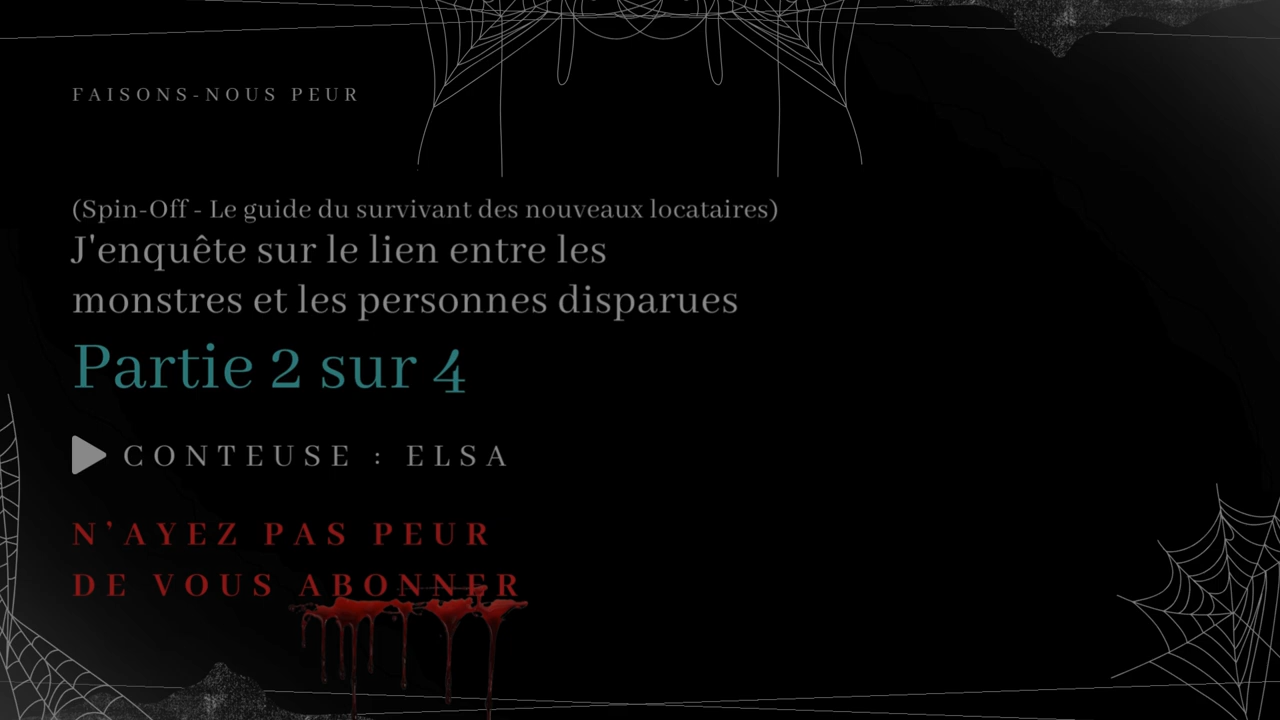 FAISONS-NOUS PEUR
(Spin-Off - Le guide du survivant des nouveaux locataires)
J'enquête sur le lien entre les
monstres et les personnes disparues
Partie 2 sur 4
CONTEUSE : ELSA
N'AYEZ PAS PEUR
DE VOUS ABONNER